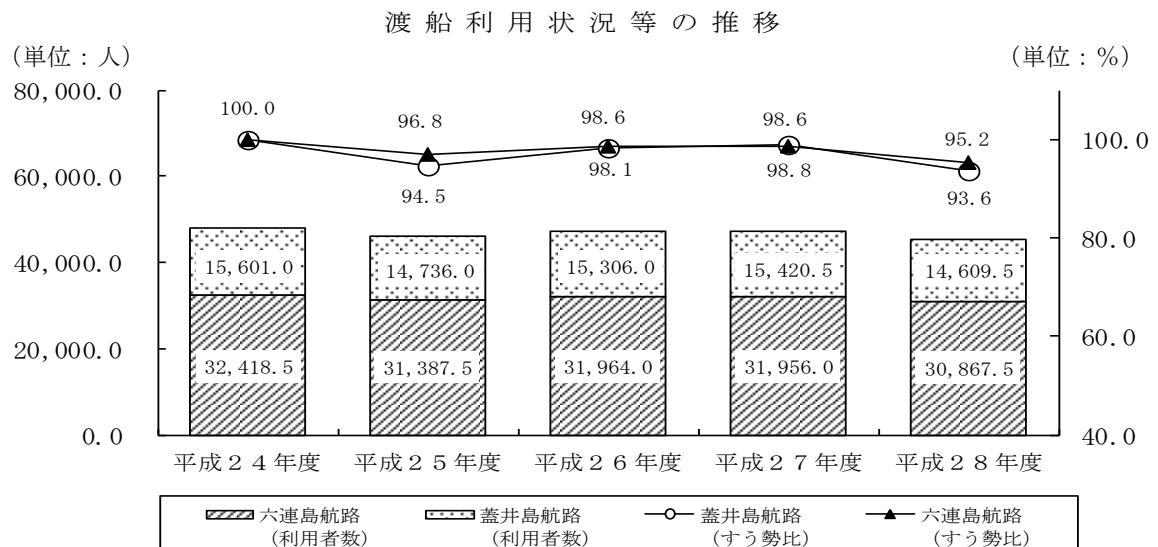 渡船利用状況等の推移
（単位：人） （単位：％）
80,000.0
60,000.0
40,000.0
20,000.0
0.0
100.0 96.8 98.6 98.6 95.2
94.5 98.1 98.8 93.6
100.0
80.0
60.0
40.0
15,601.0 14,736.0 15,306.0 15,420.5 14,609.5
32,418.5 31,387.5 31,964.0 31,956.0 30,867.5
平成２４年度 平成２５年度 平成２６年度 平成２７年度 平成２８年度
六連島航路 蓋井島航路 蓋井島航路 六連島航路
（利用者数） （利用者数） （すう勢比） （すう勢比）